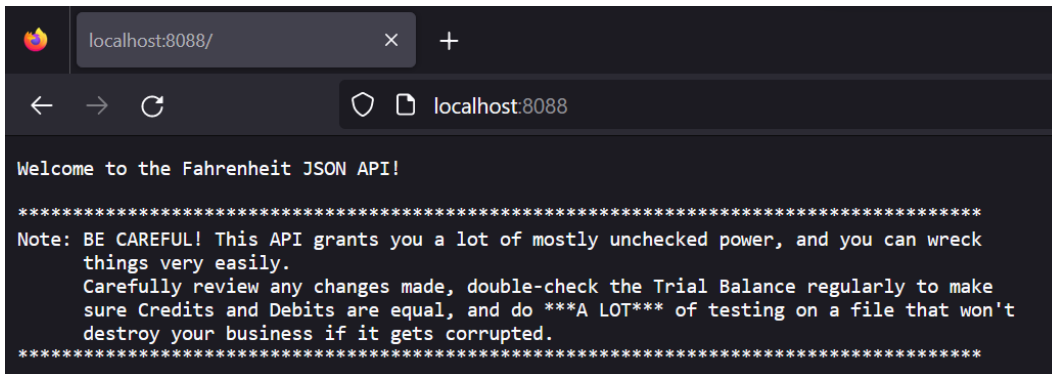 localhost:8088/
localhost:8088
Welcome to the Fahrenheit JSON API!
*******************************************************************************
Note: BE CAREFUL! This API grants you a lot of mostly unchecked power, and you can wreck
things very easily.
Carefully review any changes made, double-check the Trial Balance regularly to make
sure Credits and Debits are equal, and do ***A LOT*** of testing on a file that won't
destroy your business if it gets corrupted.
*******************************************************************************